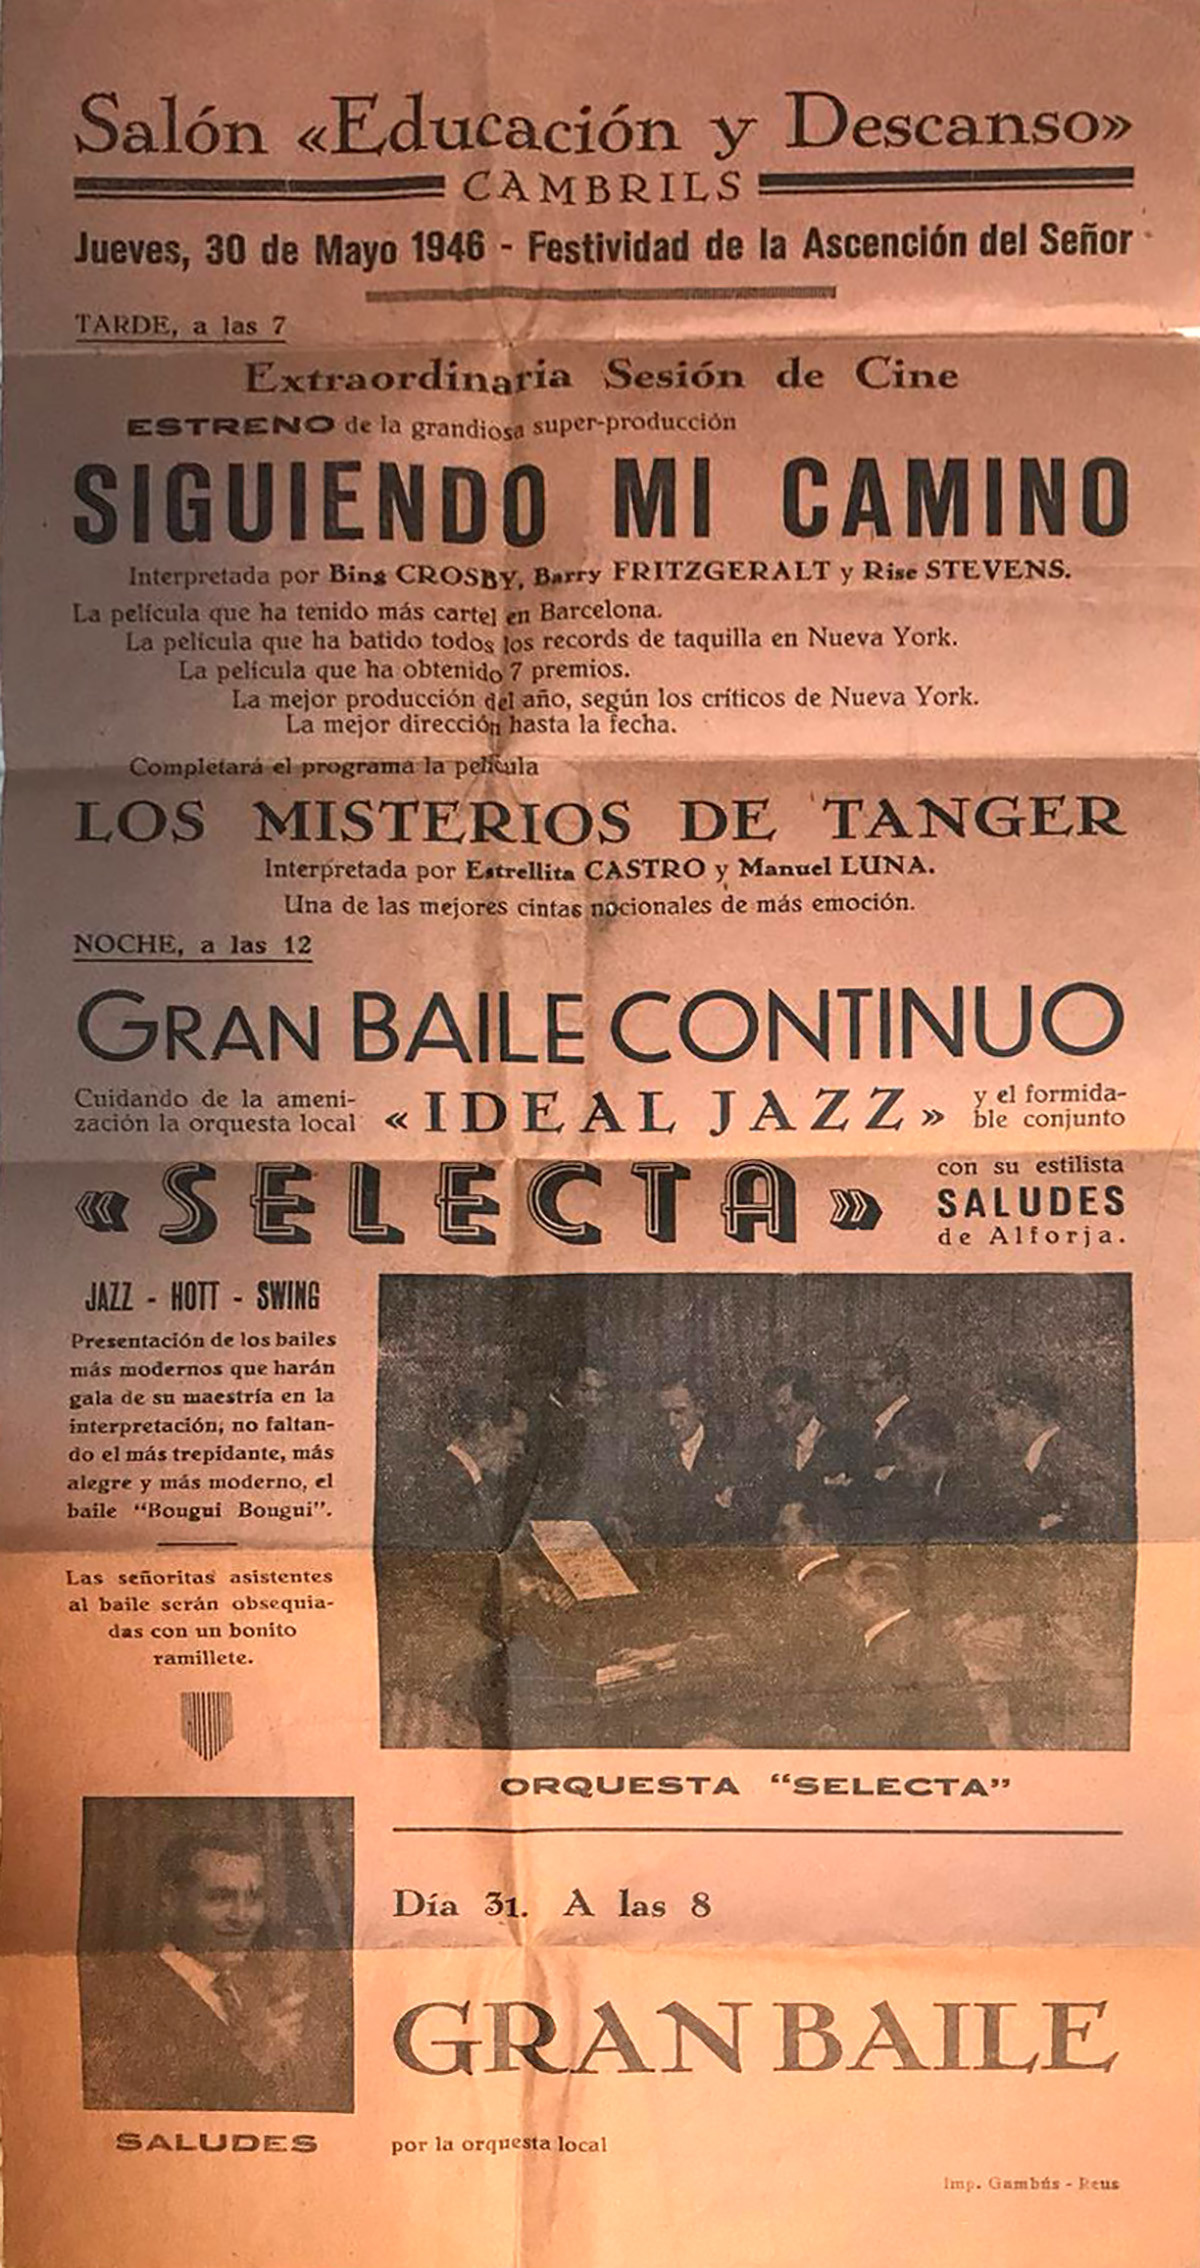 Salón «Educación y Descanso»
CAMBRILS
Jueves, 30 de Mayo 1946 - Festividad de la Ascención del Señor
TARDE, a las 7
Extraordinaria Sesión de Cine
ESTRENO de la grandiosa super-producción
SIGUIENDO MI CAMINO
Interpretada por Bing CROSBY, Barry FRITZGERALT y Rise STEVENS.
La película que ha tenido más cartel en Barcelona.
La película que ha batido todos los records de taquilla en Nueva York.
La película que ha obtenido 7 premios.
La mejor producción del año, según los críticos de Nueva York.
La mejor dirección hasta la fecha.
Completará el programa la película
LOS MISTERIOS DE TANGER
Interpretada por Estrellita CASTRO y Manuel LUNA.
Una de las mejores cintas nocionales de más emoción.
NOCHE, a las 12
GRAN BAILE CONTINUO
Cuidando de la ameni-
zación la orquesta local
«IDEAL JAZZ»
y el formida-
ble conjunto
«SELECTA»
con su estilista
SALUDES
de Alforja.
JAZZ - HOTT - SWING
Presentación de los bailes
más modernos que harán
gala de su maestría en la
interpretación, no faltan-
do el más trepidante, más
alegre y más moderno, el
baile "Bougui Bougui".
Las señoritas asistentes
al baile serán obsequia-
das con un bonito
ramillete.
ORQUESTA "SELECTA"
SALUDES
Día 31. A las 8
GRAN BAILE
por la orquesta local
Imp. Gambús - Reus